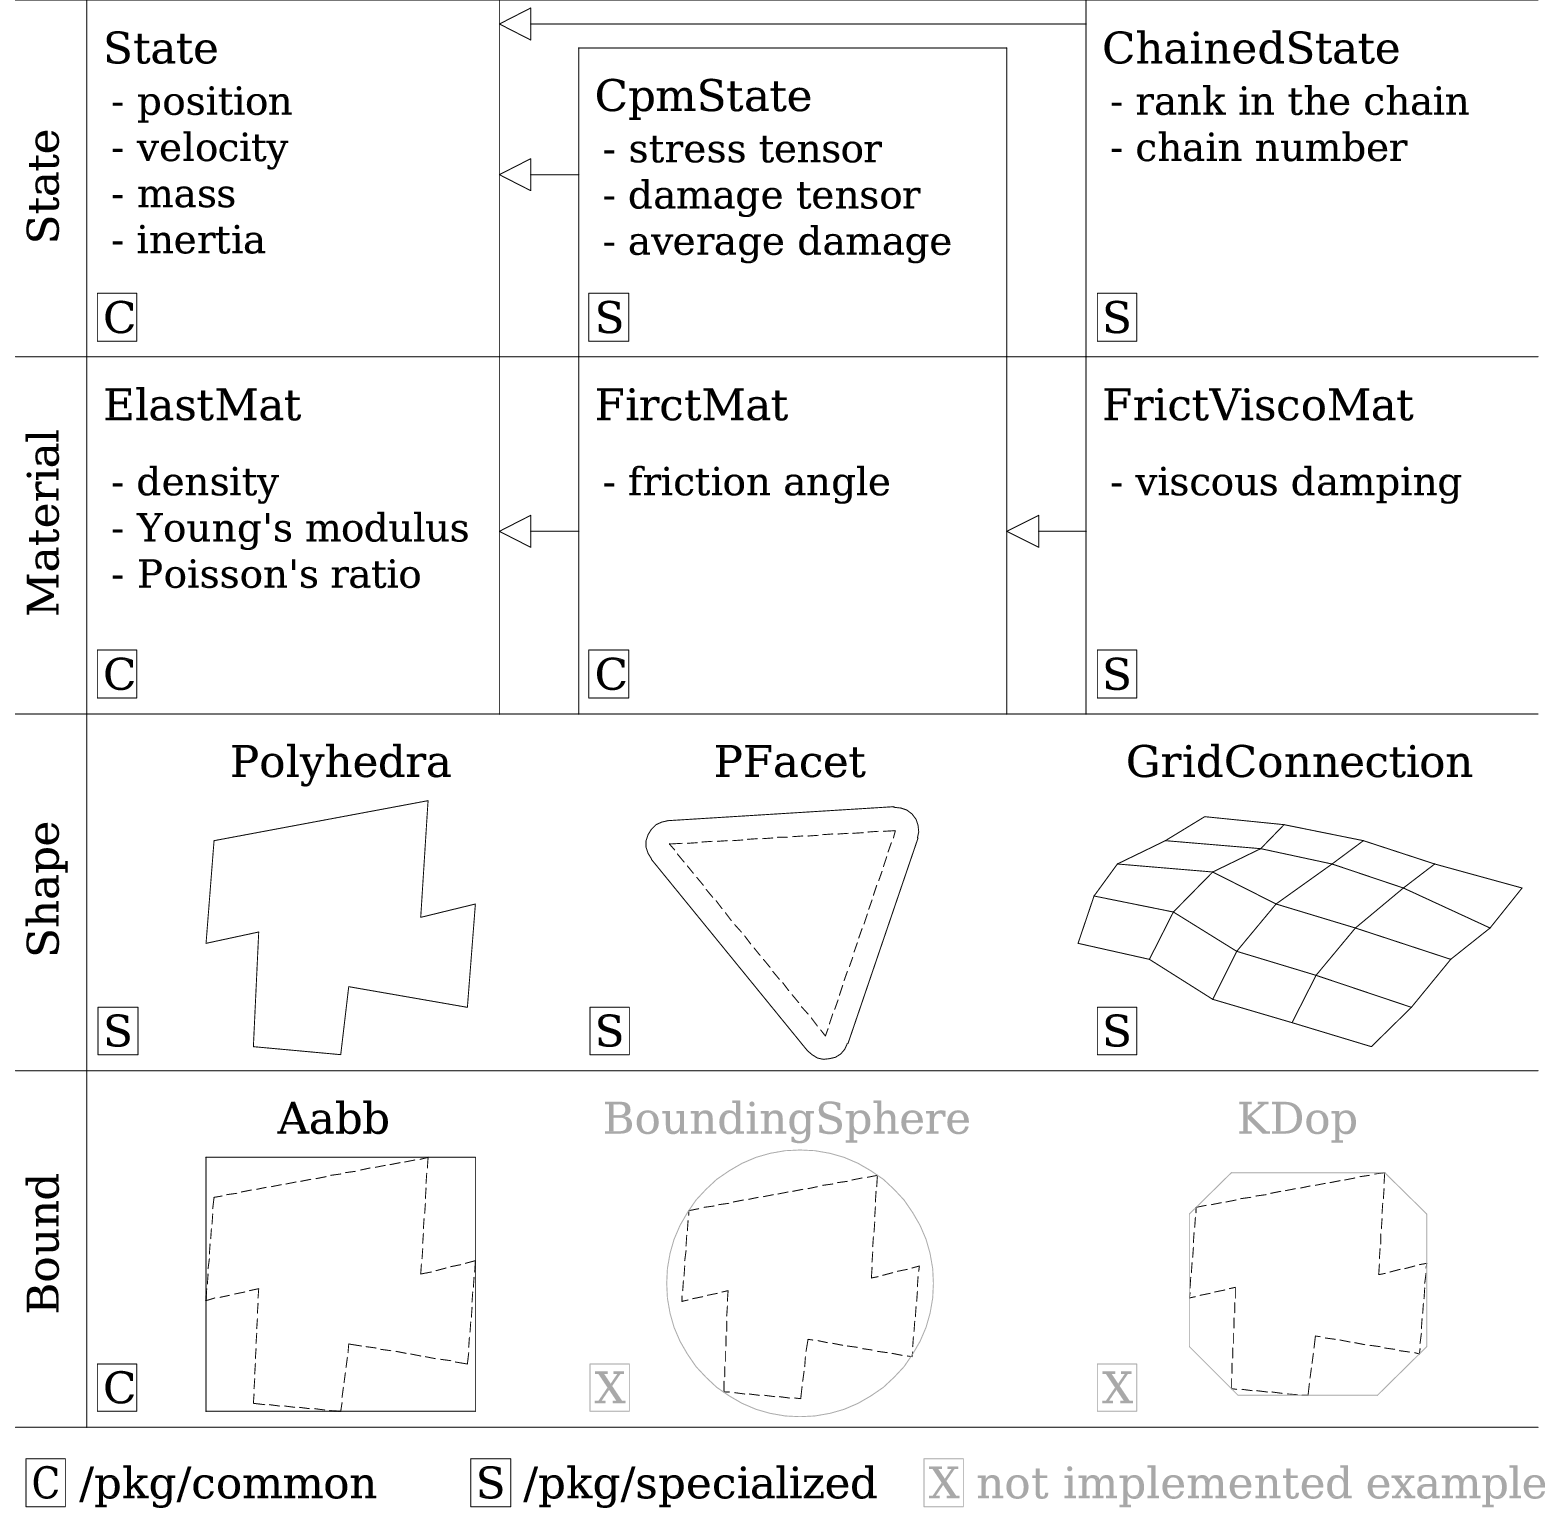 State
State
- position
- velocity
- mass
- inertia
C
CpmState
- stress tensor
- damage tensor
- average damage
S
ChainedState
- rank in the chain
- chain number
S
Material
ElastMat
- density
- Young's modulus
- Poisson's ratio
C
FirctMat
- friction angle
C
FrictViscoMat
- viscous damping
S
Shape
Polyhedra
S
PFacet
S
GridConnection
S
Bound
Aabb
C
BoundingSphere
X
KDop
X
C /pkg/common
S /pkg/specialized
X not implemented example